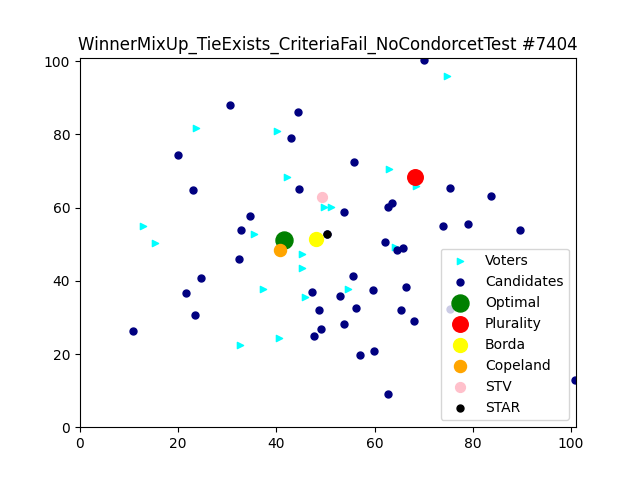 WinnerMixUp_TieExists_CriteriaFail_NoCondorcetTest #7404
100
80
60
40
20
0
0 20 40 60 80 100
Voters
Candidates
Optimal
Plurality
Borda
Copeland
STV
STAR